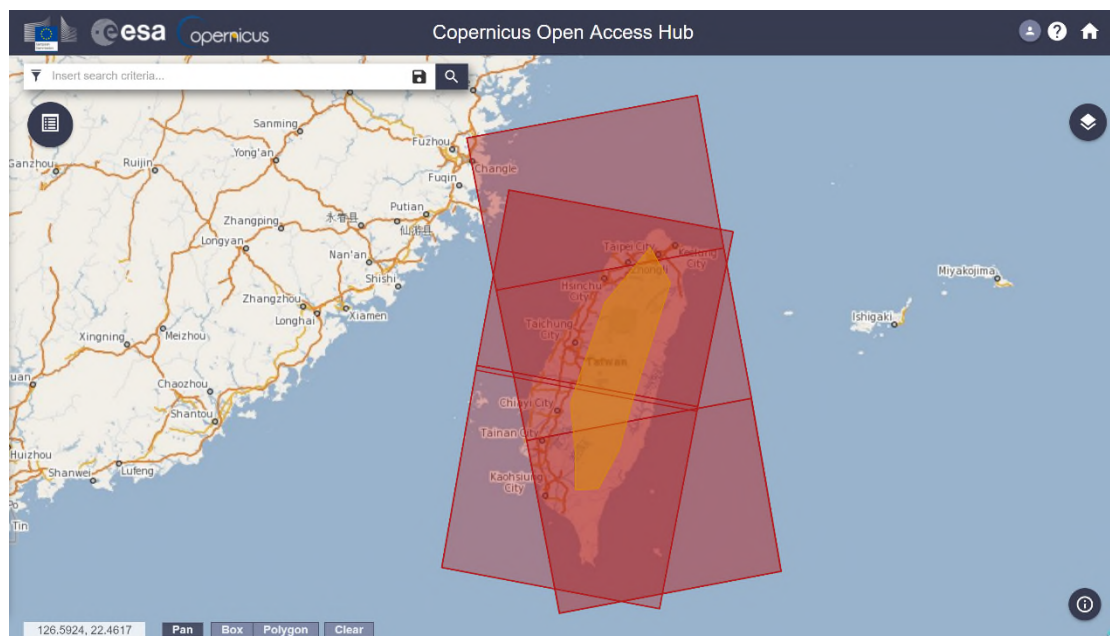 esa
opernicus
Copernicus Open Access Hub
Insert search criteria...
Sanming
Fuzhou
Ganzhou
Ruijin
Yong'an
Changle
Fuqin
Putian
Zhangping
永春县
仙游县
Longyan
Nan'an
Taipei City
Keelung
City
Zhongli
Shishi
Hsinchu
City
Miyakojima
Zhangzhou
Longhai
Xiamen
Ishigaki
Xingning
Meizhou
Taichung
City
Taiwan
uan
Chaozhou
Chiayi City
Shantou
Tainan City
Huizhou
Shanwei
Lufeng
Kaohsiung
City
Po
Tin
126.5924, 22.4617
Pan
Box
Polygon
Clear